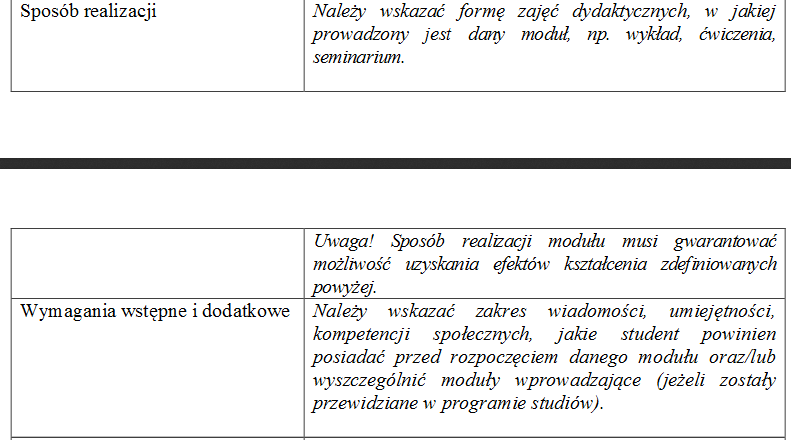 Sposób realizacji
Należy wskazać formę zajęć dydaktycznych, w jakiej
prowadzony jest dany moduł, np. wykład, ćwiczenia,
seminarium.
Uwaga! Sposób realizacji modułu musi gwarantować
możliwość uzyskania efektów kształcenia zdefiniowanych
powyżej.
Wymagania wstępne i dodatkowe
Należy wskazać zakres wiadomości, umiejętności,
kompetencji społecznych, jakie student powinien
posiadać przed rozpoczęciem danego modułu oraz/lub
wyszczególnić moduły wprowadzające (jeżeli zostały
przewidziane w programie studiów).